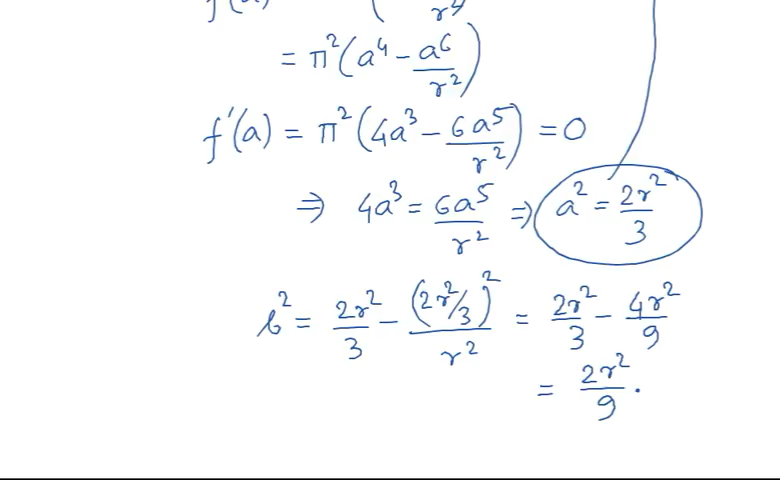 = π²(a⁴ − a⁶/r²)
f'(a) = π²(4a³ − 6a⁵/r²) = 0
⇒ 4a³ = 6a⁵/r² ⇒ a² = 2r²/3
b² = 2r²/3 − (2r²/3)²/r² = 2r²/3 − 4r²/9
= 2r²/9.